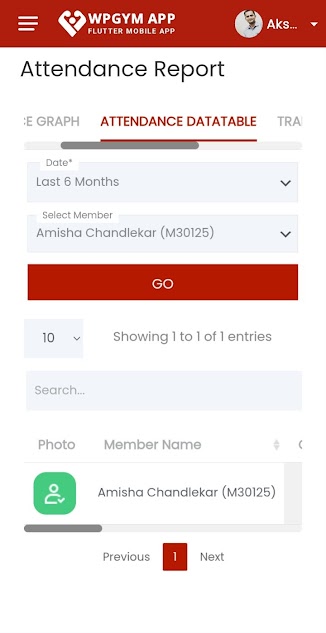 WPGYM APP
FLUTTER MOBILE APP
Aks...
Attendance Report
E GRAPH ATTENDANCE DATATABLE TRA
Date*
Last 6 Months
Select Member
Amisha Chandlekar (M30125)
GO
10 Showing 1 to 1 of 1 entries
Search...
Photo Member Name
Amisha Chandlekar (M30125)
Previous 1 Next